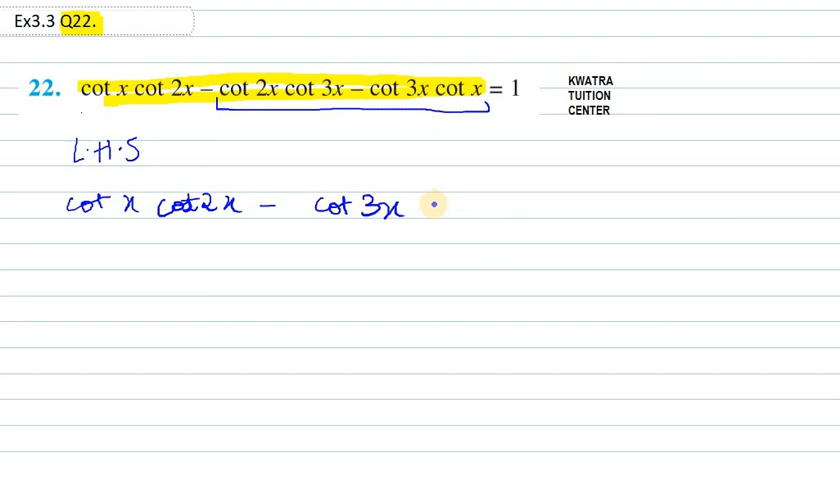 Ex3.3 Q22.
22. cot x cot 2x – cot 2x cot 3x – cot 3x cot x = 1
KWATRA
TUITION
CENTER
L.H.S
cot x cot 2x – cot 3x